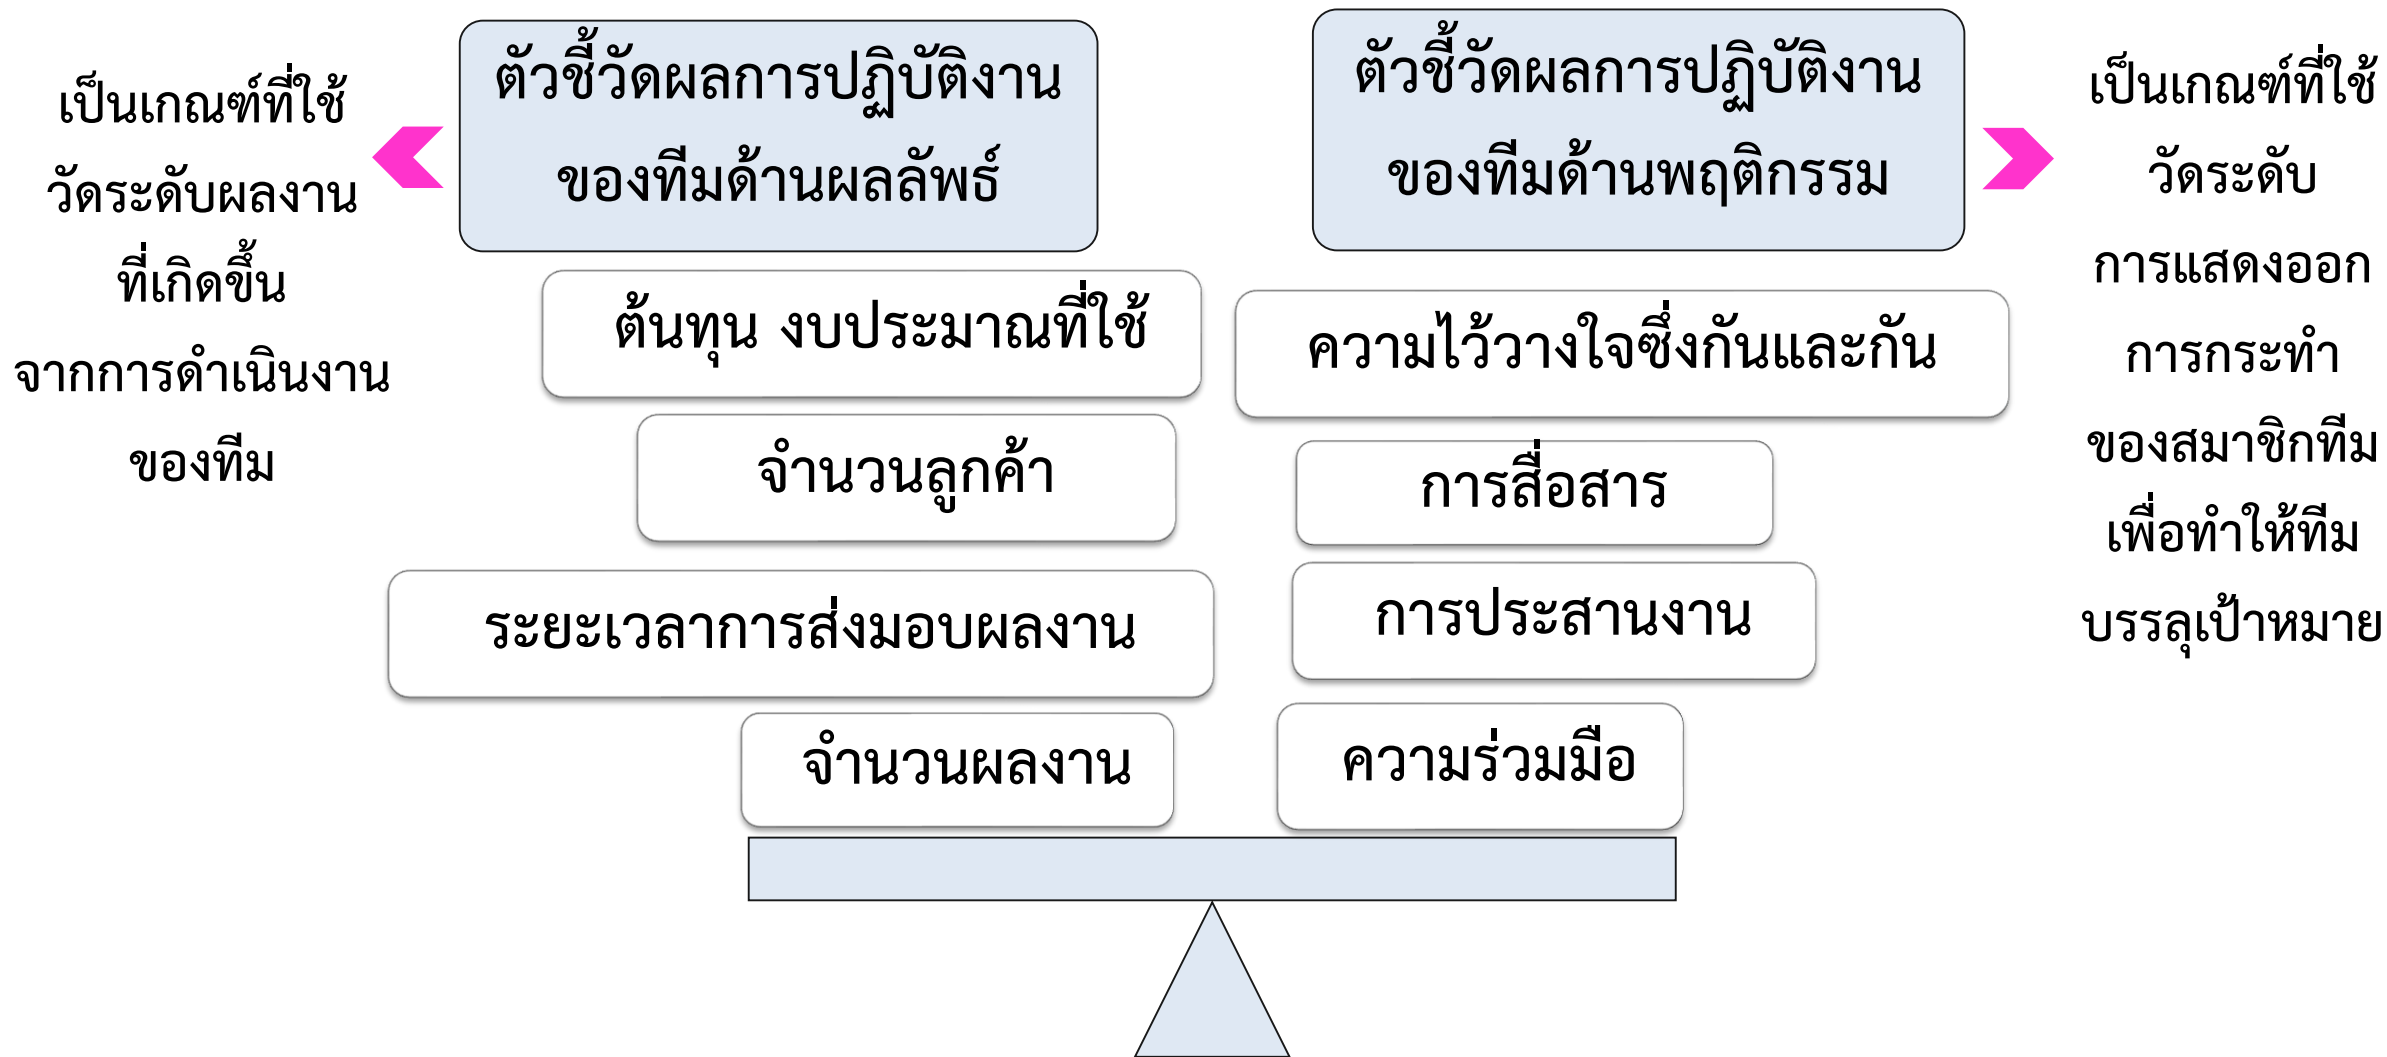 เป็นเกณฑ์ที่ใช้
วัดระดับผลงาน
ที่เกิดขึ้น
จากการดำเนินงาน
ของทีม
ตัวชี้วัดผลการปฏิบัติงาน
ของทีมด้านผลลัพธ์
ต้นทุน งบประมาณที่ใช้
จำนวนลูกค้า
ระยะเวลาการส่งมอบผลงาน
จำนวนผลงาน
ตัวชี้วัดผลการปฏิบัติงาน
ของทีมด้านพฤติกรรม
ความไว้วางใจซึ่งกันและกัน
การสื่อสาร
การประสานงาน
ความร่วมมือ
เป็นเกณฑ์ที่ใช้
วัดระดับ
การแสดงออก
การกระทำ
ของสมาชิกทีม
เพื่อทำให้ทีม
บรรลุเป้าหมาย